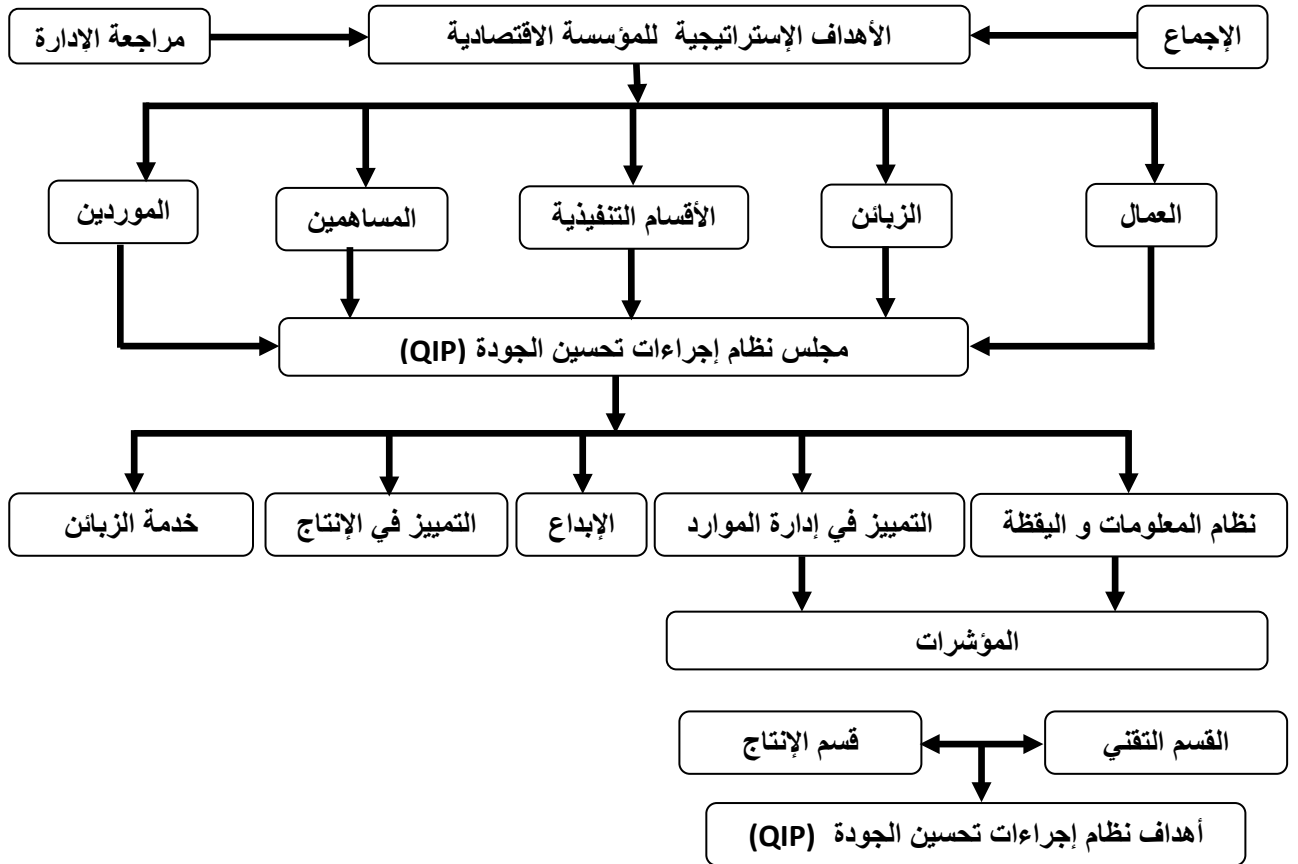 الإجماع
الأهداف الإستراتيجية للمؤسسة الاقتصادية
مراجعة الإدارة
العمال
الزبائن
الأقسام التنفيذية
المساهمين
الموردين
مجلس نظام إجراءات تحسين الجودة (QIP)
نظام المعلومات و اليقظة
التمييز في إدارة الموارد
الإبداع
التمييز في الإنتاج
خدمة الزبائن
المؤشرات
القسم التقني
قسم الإنتاج
أهداف نظام إجراءات تحسين الجودة (QIP)